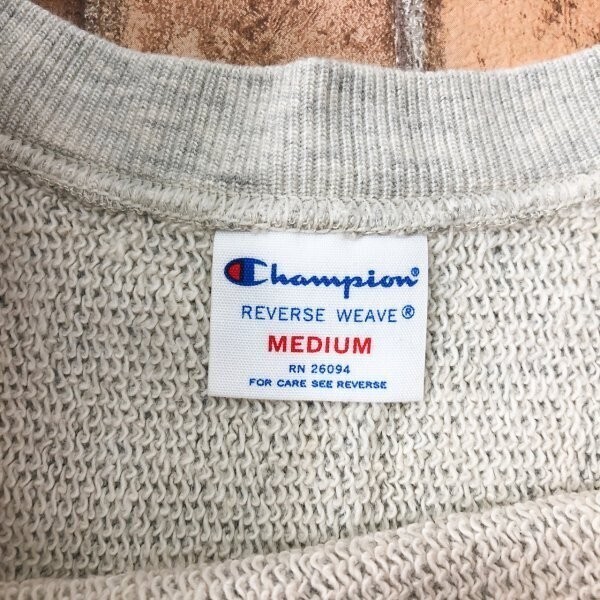 Champion®
REVERSE WEAVE®
MEDIUM
RN 26094
FOR CARE SEE REVERSE